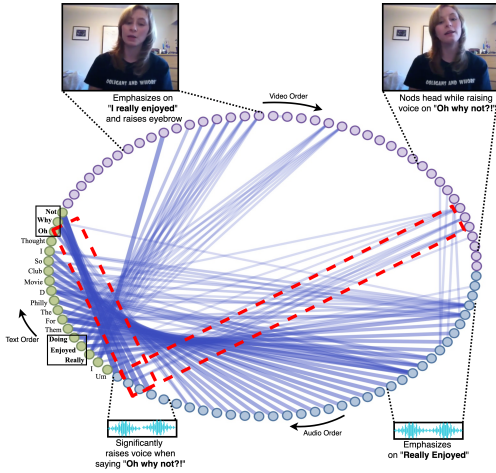 Emphasizes on
"I really enjoyed"
and raises eyebrow
Video Order
Nods head while raising
voice on "Oh why not?!"
Not
Why
Oh
Thought
I
So
Club
Movie
D
Philly
The
For
Them
Doing
Enjoyed
Really
I
Um
Text Order
Audio Order
Significantly
raises voice when
saying "Oh why not?!"
Emphasizes
on "Really Enjoyed"